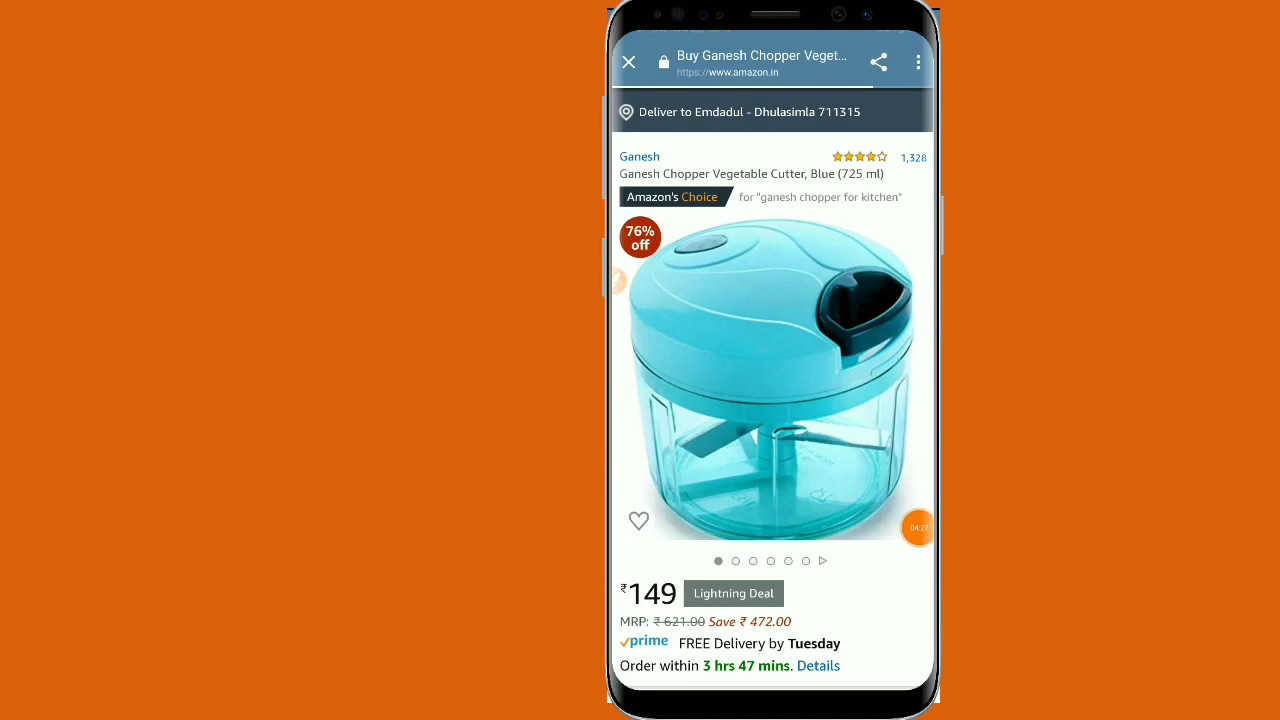 Buy Ganesh Chopper Veget...
https://www.amazon.in
Deliver to Emdadul - Dhulasimla 711315
Ganesh 1,328
Ganesh Chopper Vegetable Cutter, Blue (725 ml)
Amazon's Choice for "ganesh chopper for kitchen"
76%
off
04:27
₹149 Lightning Deal
MRP: ₹ 621.00 Save ₹ 472.00
prime FREE Delivery by Tuesday
Order within 3 hrs 47 mins. Details